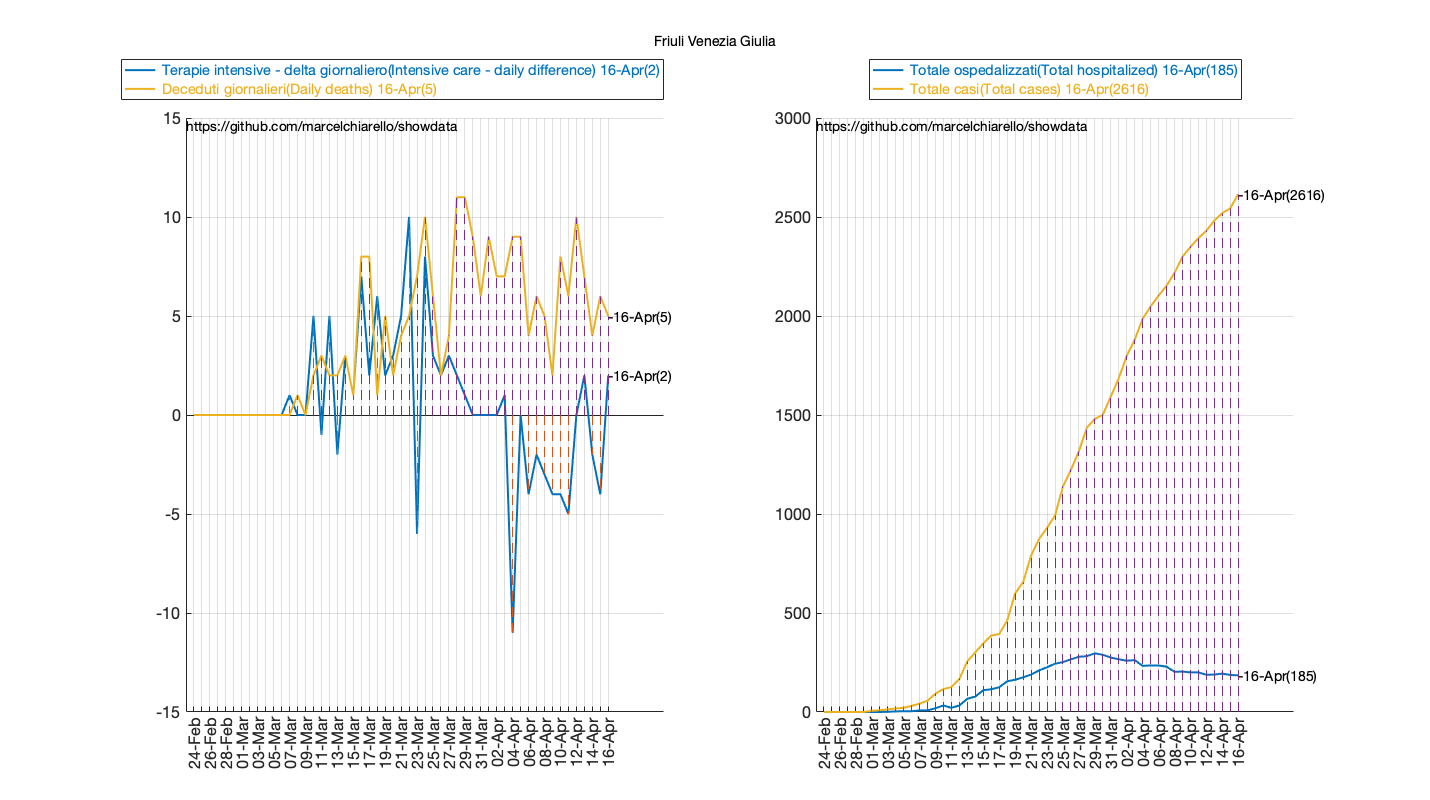 Friuli Venezia Giulia
Terapie intensive - delta giornaliero(Intensive care - daily difference) 16-Apr(2)
Deceduti giornalieri(Daily deaths) 16-Apr(5)
15
https://github.com/marcelchiarello/showdata
10
5
16-Apr(5)
16-Apr(2)
0
-5
-10
-15
24-Feb
26-Feb
28-Feb
01-Mar
03-Mar
05-Mar
07-Mar
09-Mar
11-Mar
13-Mar
15-Mar
17-Mar
19-Mar
21-Mar
23-Mar
25-Mar
27-Mar
29-Mar
31-Mar
02-Apr
04-Apr
06-Apr
08-Apr
10-Apr
12-Apr
14-Apr
16-Apr
Totale ospedalizzati(Total hospitalized) 16-Apr(185)
Totale casi(Total cases) 16-Apr(2616)
3000
https://github.com/marcelchiarello/showdata
16-Apr(2616)
2500
2000
1500
1000
500
16-Apr(185)
0
24-Feb
26-Feb
28-Feb
01-Mar
03-Mar
05-Mar
07-Mar
09-Mar
11-Mar
13-Mar
15-Mar
17-Mar
19-Mar
21-Mar
23-Mar
25-Mar
27-Mar
29-Mar
31-Mar
02-Apr
04-Apr
06-Apr
08-Apr
10-Apr
12-Apr
14-Apr
16-Apr